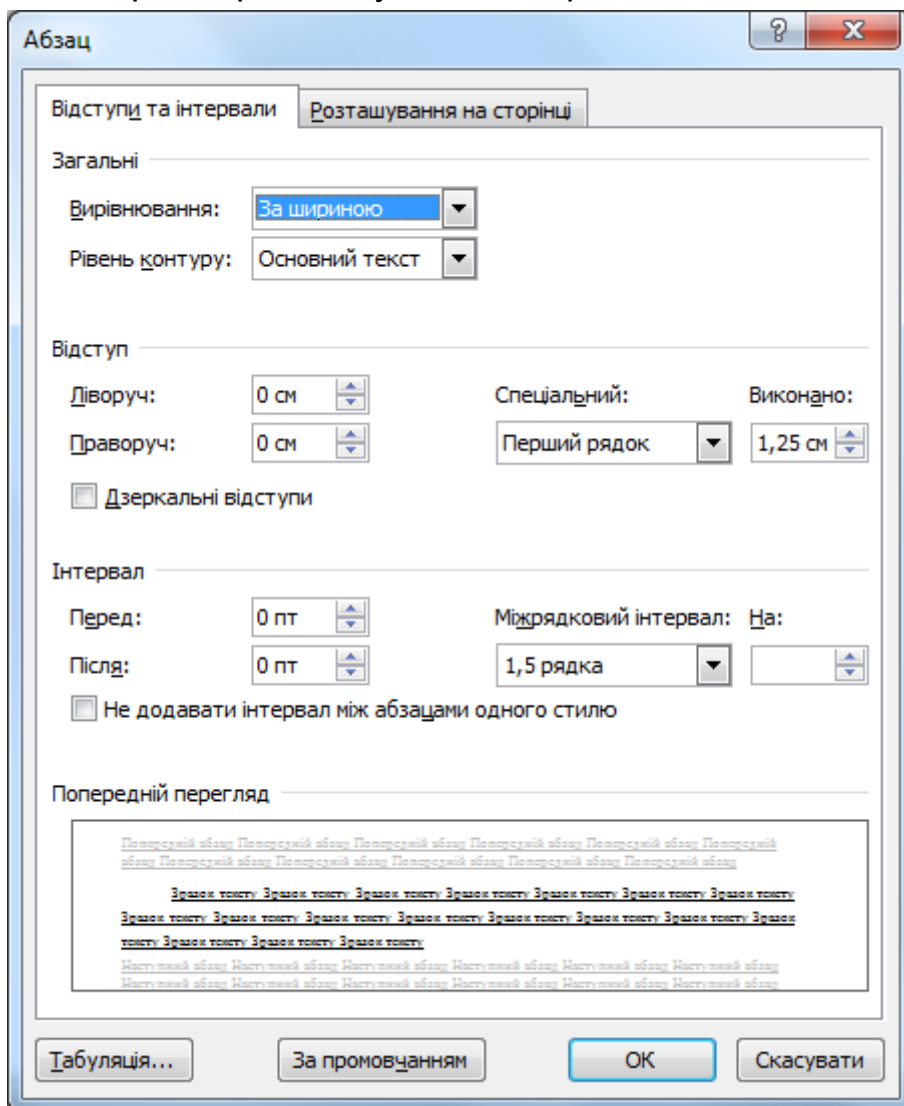 Абзац
Відступи та інтервали
Розташування на сторінці
Загальні
Вирівнювання: За шириною
Рівень контуру: Основний текст
Відступ
Ліворуч: 0 см Спеціальний: Виконано:
Праворуч: 0 см Перший рядок 1,25 см
Дзеркальні відступи
Інтервал
Перед: 0 пт Міжрядковий інтервал: На:
Після: 0 пт 1,5 рядка
Не додавати інтервал між абзацами одного стилю
Попередній перегляд
Попередній абзац Попередній абзац Попередній абзац Попередній абзац Попередній абзац Попередній
абзац Попередній абзац Попередній абзац Попередній абзац Попередній абзац Попередній абзац
Зразок тексту Зразок тексту Зразок тексту Зразок тексту Зразок тексту Зразок тексту Зразок тексту
Зразок тексту Зразок тексту Зразок тексту Зразок тексту Зразок тексту Зразок тексту Зразок тексту Зразок
тексту Зразок тексту Зразок тексту Зразок тексту
Наступний абзац Наступний абзац Наступний абзац Наступний абзац Наступний абзац Наступний абзац
Наступний абзац Наступний абзац Наступний абзац Наступний абзац Наступний абзац Наступний абзац
Табуляція... За промовчанням ОК Скасувати